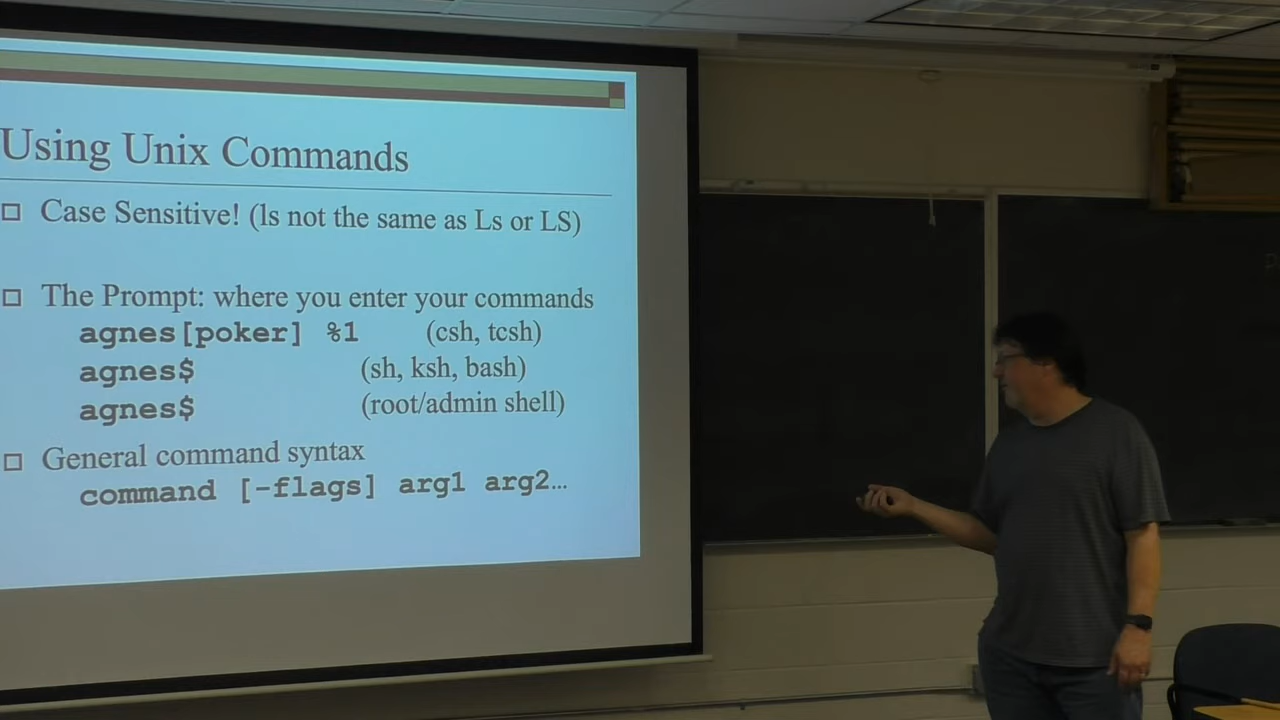 Using Unix Commands
Case Sensitive! (ls not the same as Ls or LS)
The Prompt: where you enter your commands
agnes[poker] %1 (csh, tcsh)
agnes$ (sh, ksh, bash)
agnes$ (root/admin shell)
General command syntax
command [-flags] arg1 arg2…